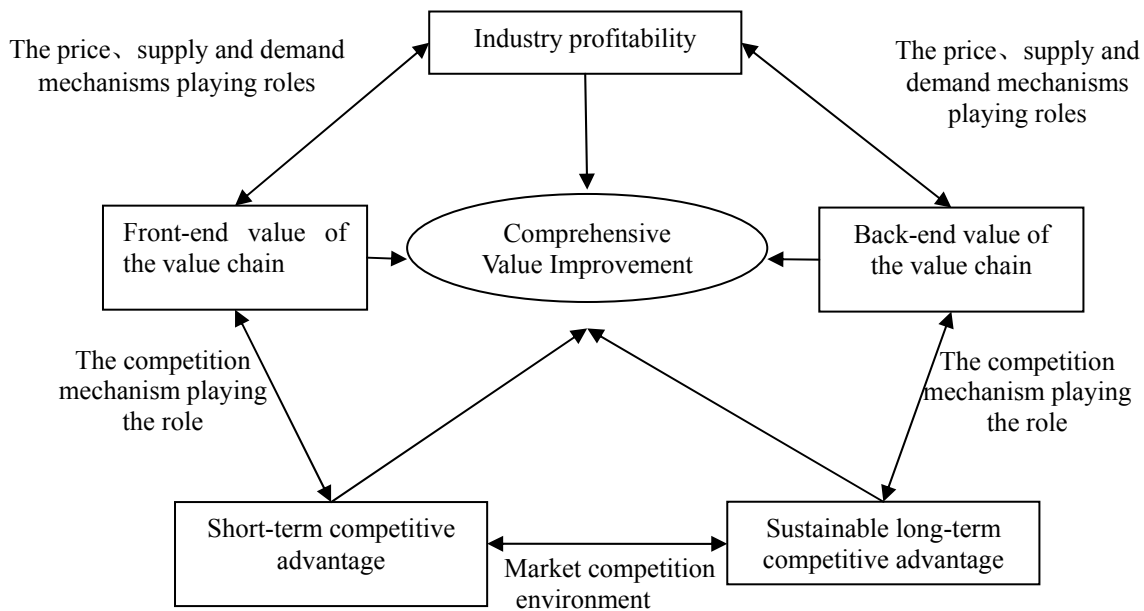 Industry profitability
The price、supply and demand
mechanisms playing roles
The price、supply and
demand mechanisms
playing roles
Front-end value of
the value chain
Comprehensive
Value Improvement
Back-end value of
the value chain
The competition
mechanism playing
the role
The competition
mechanism playing
the role
Short-term competitive
advantage
Market competition
environment
Sustainable long-term
competitive advantage